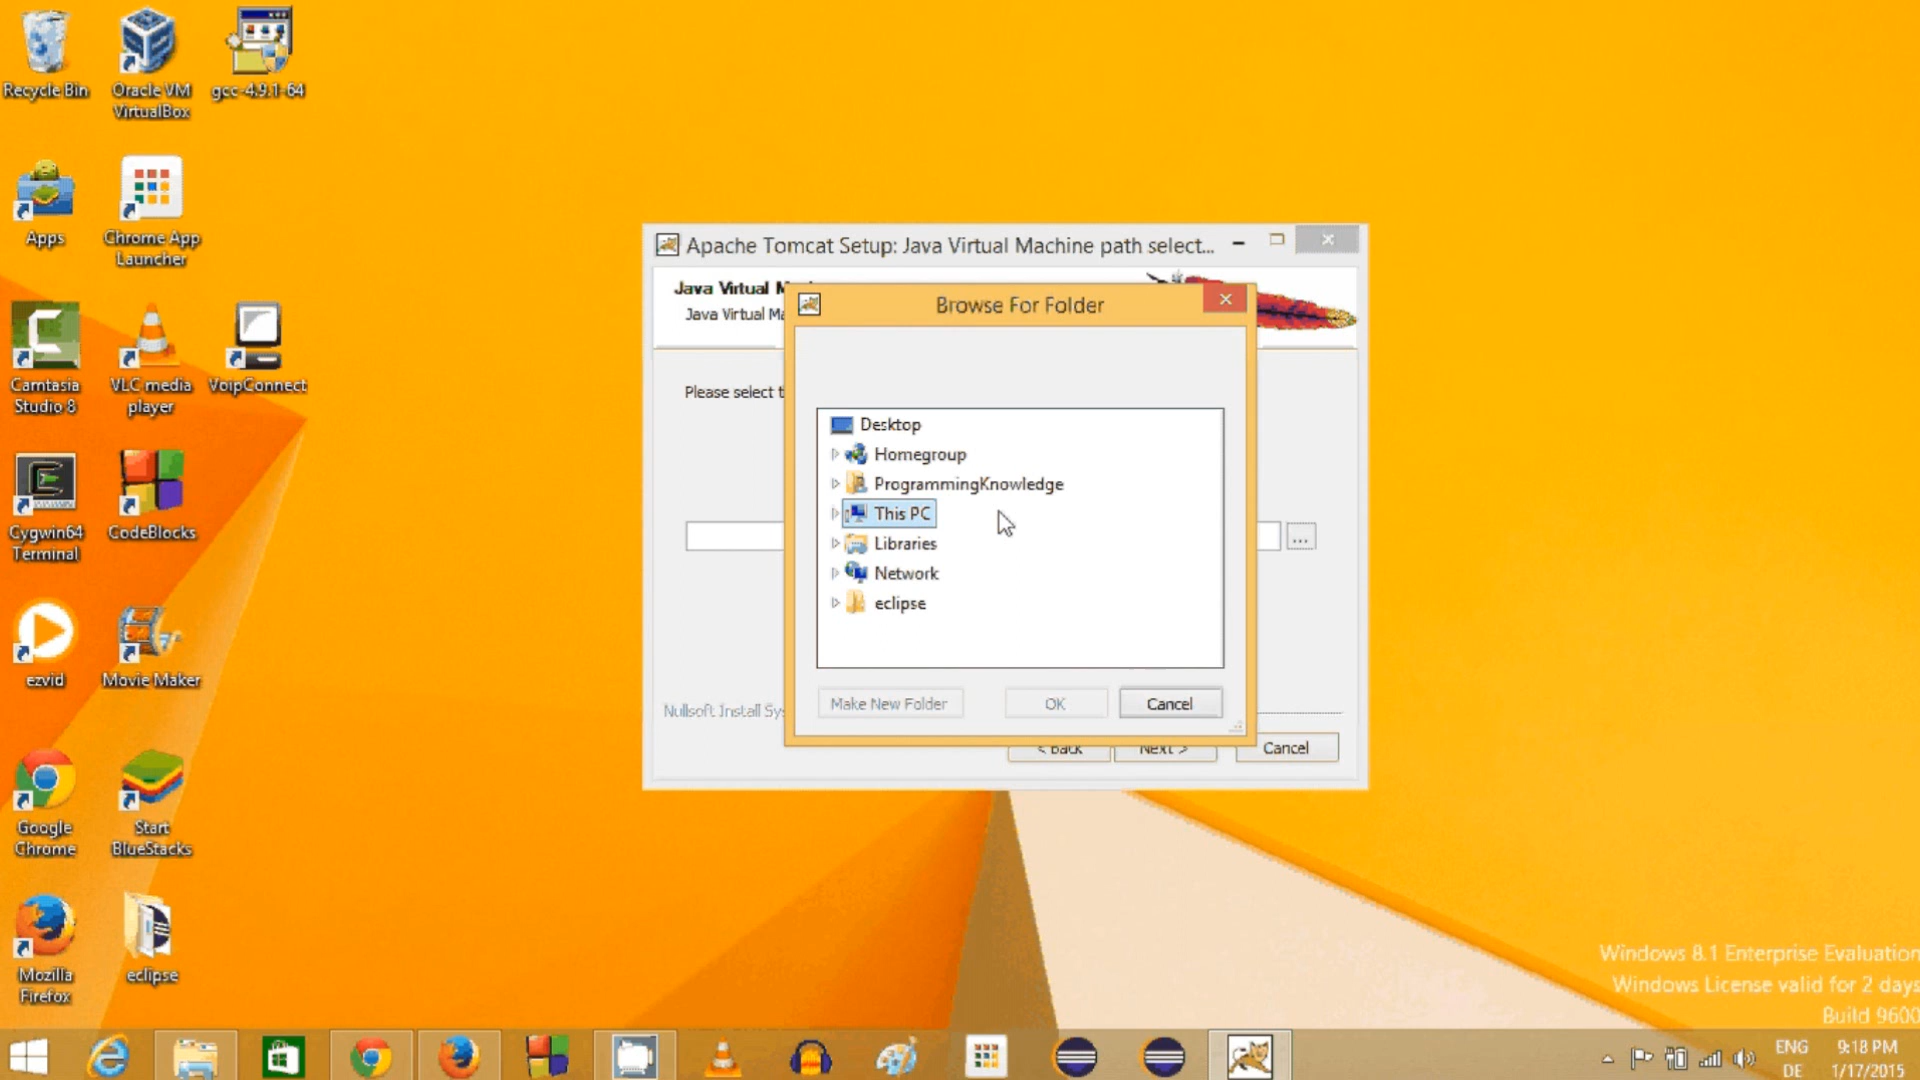 Recycle Bin
Oracle VM
VirtualBox
gcc-4.9.1-64
Apps
Chrome App
Launcher
Camtasia
Studio 8
VLC media
player
VoipConnect
Cygwin64
Terminal
CodeBlocks
ezvid
Movie Maker
Google
Chrome
Start
BlueStacks
Mozilla
Firefox
eclipse
Apache Tomcat Setup: Java Virtual Machine path select...
Java Virtual
Java Virtual
Please select
...
Nullsoft Install
< Back
Next >
Cancel
Browse For Folder
Desktop
Homegroup
ProgrammingKnowledge
This PC
Libraries
Network
eclipse
Make New Folder
OK
Cancel
Windows 8.1 Enterprise Evaluation
Windows License valid for 2 days
Build 9600
ENG
DE
9:18 PM
1/17/2015